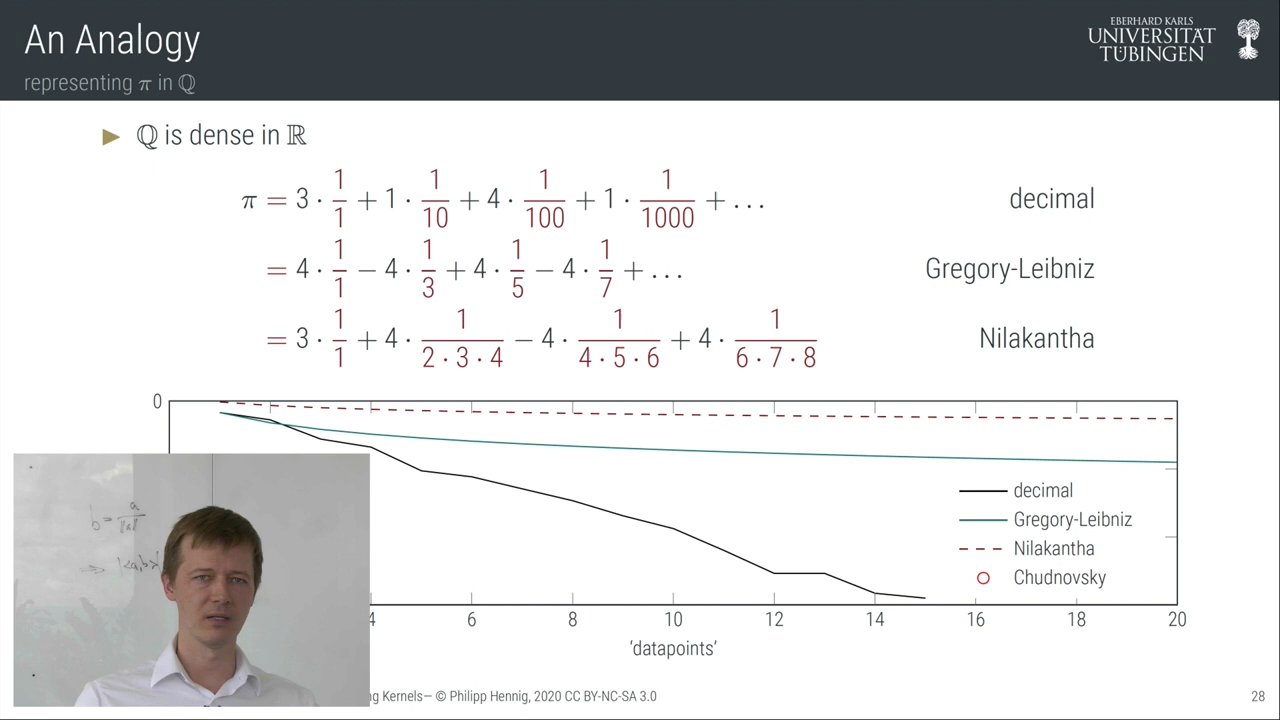 An Analogy
representing π in ℚ
EBERHARD KARLS
UNIVERSITÄT
TÜBINGEN
▶ ℚ is dense in ℝ
π = 3 · 1/1 + 1 · 1/10 + 4 · 1/100 + 1 · 1/1000 + … decimal
= 4 · 1/1 − 4 · 1/3 + 4 · 1/5 − 4 · 1/7 + … Gregory-Leibniz
= 3 · 1/1 + 4 · 1/(2 · 3 · 4) − 4 · 1/(4 · 5 · 6) + 4 · 1/(6 · 7 · 8) Nilakantha
0
decimal
Gregory-Leibniz
Nilakantha
Chudnovsky
4 6 8 10 12 14 16 18 20
'datapoints'
Kernels— © Philipp Hennig, 2020 CC BY-NC-SA 3.0
28